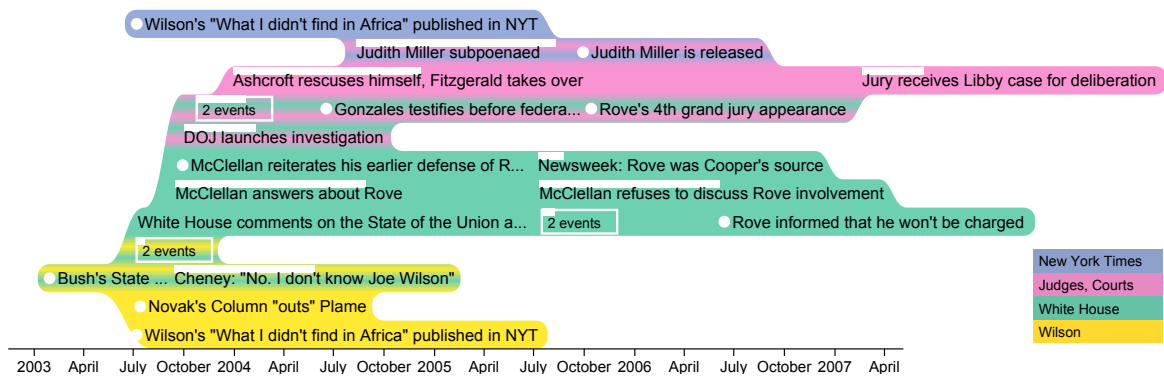 Wilson's "What I didn't find in Africa" published in NYT
Judith Miller subpoenaed
Judith Miller is released
Ashcroft rescuses himself, Fitzgerald takes over
Jury receives Libby case for deliberation
2 events
Gonzales testifies before federa...
Rove's 4th grand jury appearance
DOJ launches investigation
McClellan reiterates his earlier defense of R...
Newsweek: Rove was Cooper's source
McClellan answers about Rove
McClellan refuses to discuss Rove involvement
White House comments on the State of the Union a...
2 events
Rove informed that he won't be charged
2 events
Bush's State ...
Cheney: "No. I don't know Joe Wilson"
Novak's Column "outs" Plame
Wilson's "What I didn't find in Africa" published in NYT
New York Times
Judges, Courts
White House
Wilson
2003 April July October 2004 April July October 2005 April July October 2006 April July October 2007 April